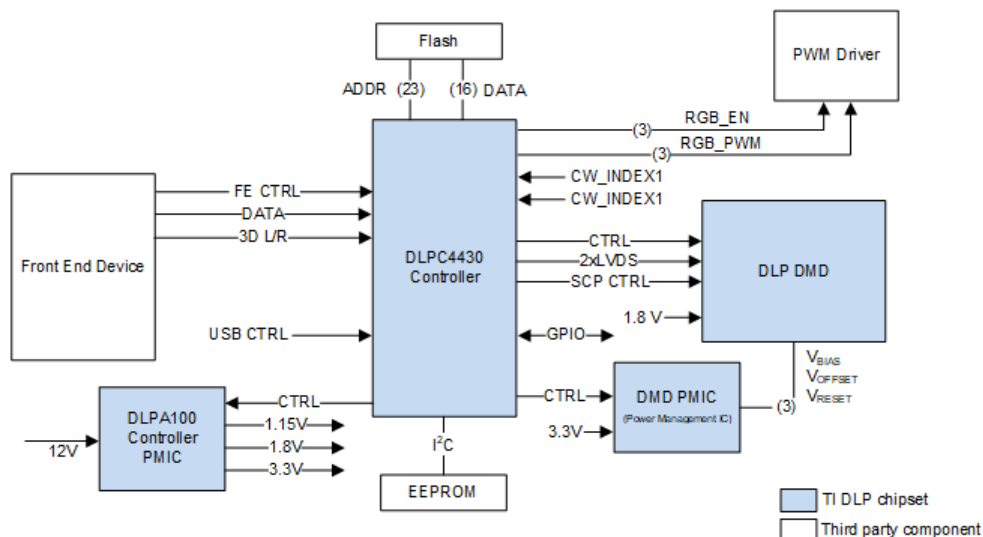 Flash
PWM Driver
ADDR (23) (16) DATA
RGB_EN
(3)
RGB_PWM
(3)
CW_INDEX1
CW_INDEX1
FE CTRL
DATA
3D L/R
Front End Device
DLPC4430
Controller
CTRL
2xLVDS
SCP CTRL
DLP DMD
1.8 V
USB CTRL
GPIO
VBIAS
VOFFSET
VRESET
(3)
DMD PMIC
(Power Management IC)
CTRL
3.3V
CTRL
DLPA100
Controller
PMIC
12V
1.15V
1.8V
3.3V
I²C
EEPROM
TI DLP chipset
Third party component